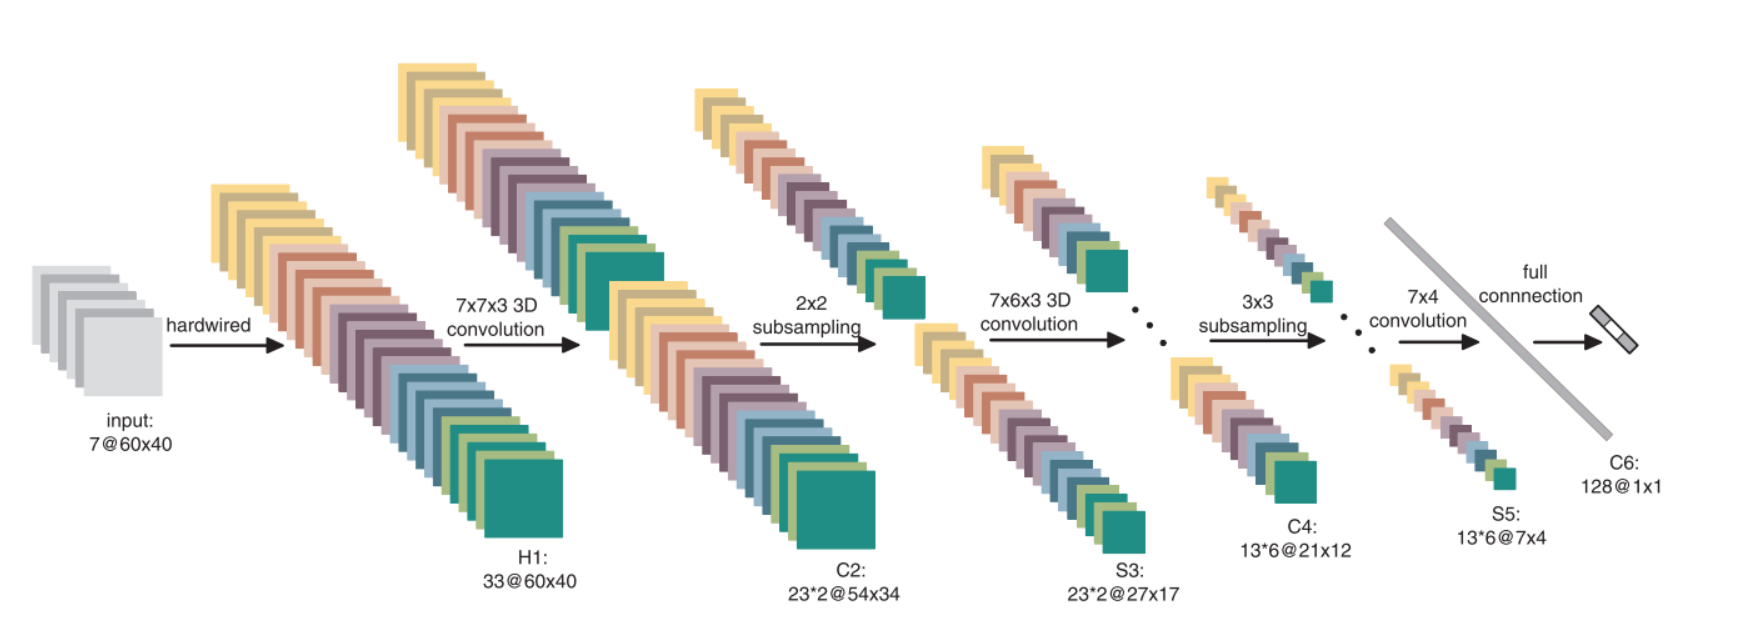 input:
7@60x40
hardwired
H1:
33@60x40
7x7x3 3D
convolution
C2:
23*2@54x34
2x2
subsampling
S3:
23*2@27x17
7x6x3 3D
convolution
C4:
13*6@21x12
3x3
subsampling
S5:
13*6@7x4
7x4
convolution
C6:
128@1x1
full
connnection